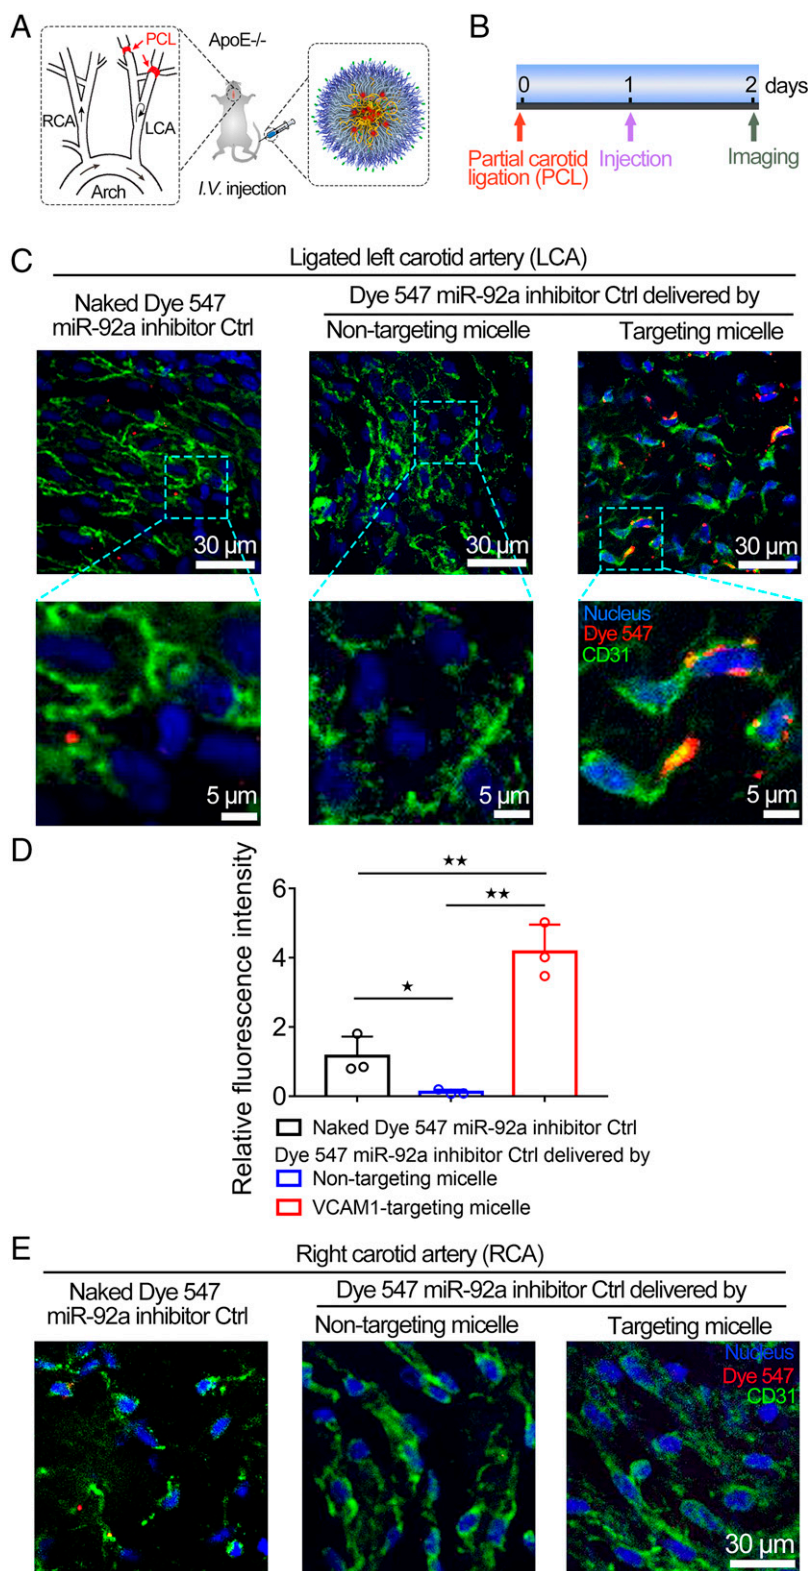 A
PCL
ApoE-/-
RCA
LCA
Arch
I.V. injection
B
0 1 2 days
Partial carotid
ligation (PCL)
Injection
Imaging
C
Ligated left carotid artery (LCA)
Naked Dye 547
miR-92a inhibitor Ctrl
Dye 547 miR-92a inhibitor Ctrl delivered by
Non-targeting micelle
Targeting micelle
30 µm
30 µm
30 µm
Nucleus
Dye 547
CD31
5 µm
5 µm
5 µm
D
Relative fluorescence intensity
6
4
2
0
★★
★★
★
Naked Dye 547 miR-92a inhibitor Ctrl
Dye 547 miR-92a inhibitor Ctrl delivered by
Non-targeting micelle
VCAM1-targeting micelle
E
Right carotid artery (RCA)
Naked Dye 547
miR-92a inhibitor Ctrl
Dye 547 miR-92a inhibitor Ctrl delivered by
Non-targeting micelle
Targeting micelle
Nucleus
Dye 547
CD31
30 µm